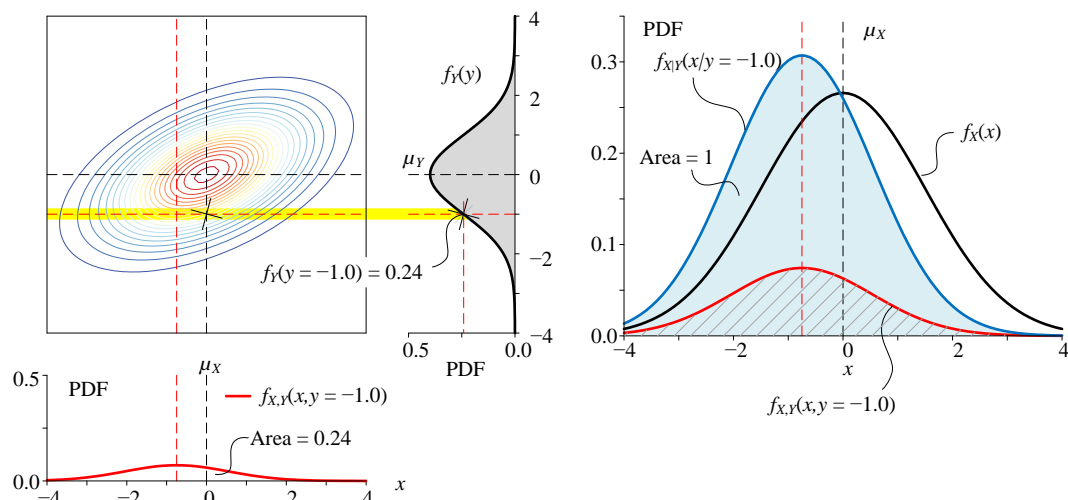 4
2
0
−2
−4
f_Y(y)
μ_Y
f_Y(y = −1.0) = 0.24
0.5
0.0
PDF
0.5
0.0
PDF
μ_X
f_{X,Y}(x,y = −1.0)
Area = 0.24
−4
−2
0
2
4
x
PDF
μ_X
0.3
0.2
0.1
0.0
f_{X|Y}(x/y = −1.0)
Area = 1
f_X(x)
−4
−2
0
2
4
x
f_{X,Y}(x,y = −1.0)